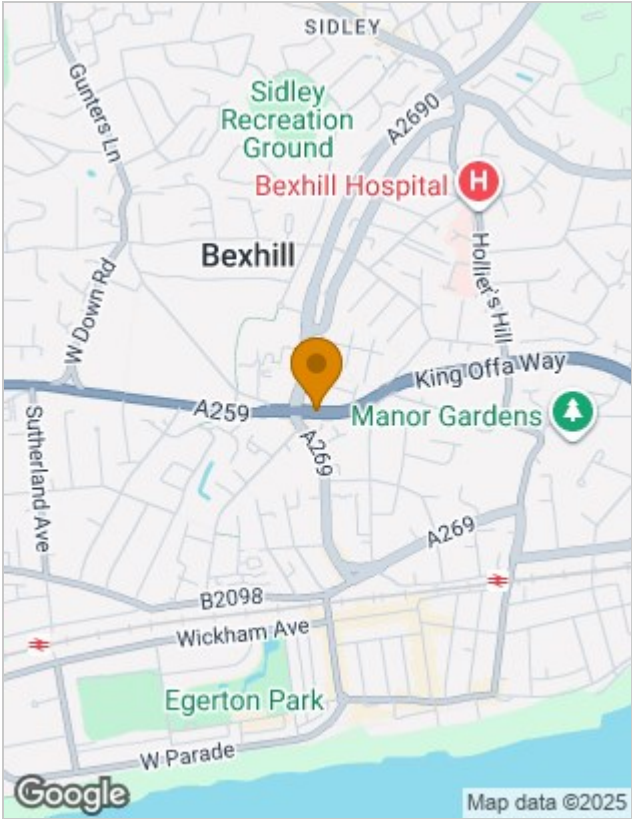 SIDLEY
Gunters Ln
Sidley
Recreation
Ground
A2690
Bexhill Hospital
H
Bexhill
Hollier's Hill
W Down Rd
King Offa Way
A259
Manor Gardens
Sutherland Ave
A269
A269
B2098
Wickham Ave
Egerton Park
W Parade
Google
Map data ©2025